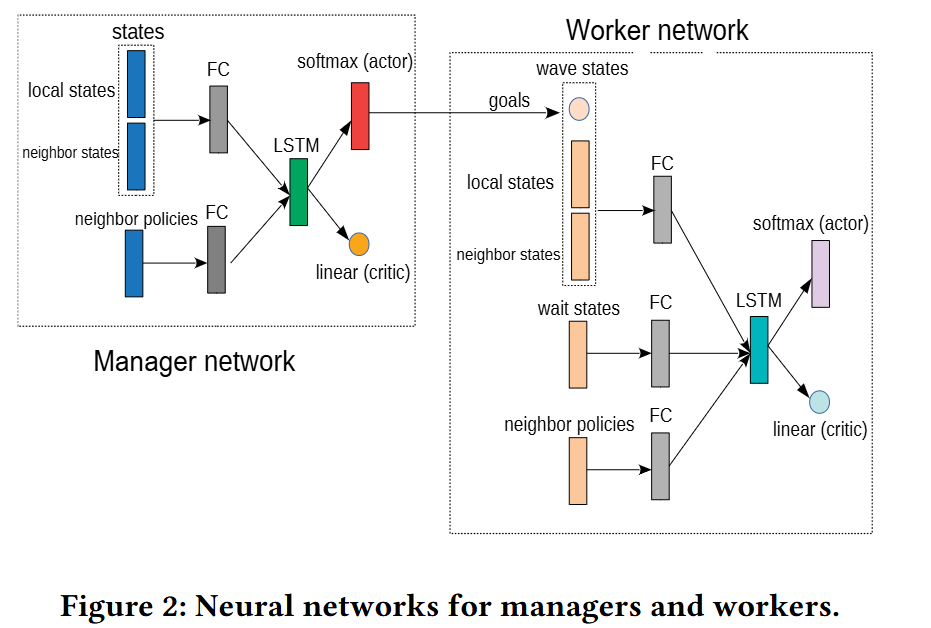 states
local states
neighbor states
FC
softmax (actor)
LSTM
neighbor policies
FC
linear (critic)
Manager network
goals
Worker network
wave states
local states
neighbor states
FC
wait states
FC
neighbor policies
FC
LSTM
softmax (actor)
linear (critic)
Figure 2: Neural networks for managers and workers.